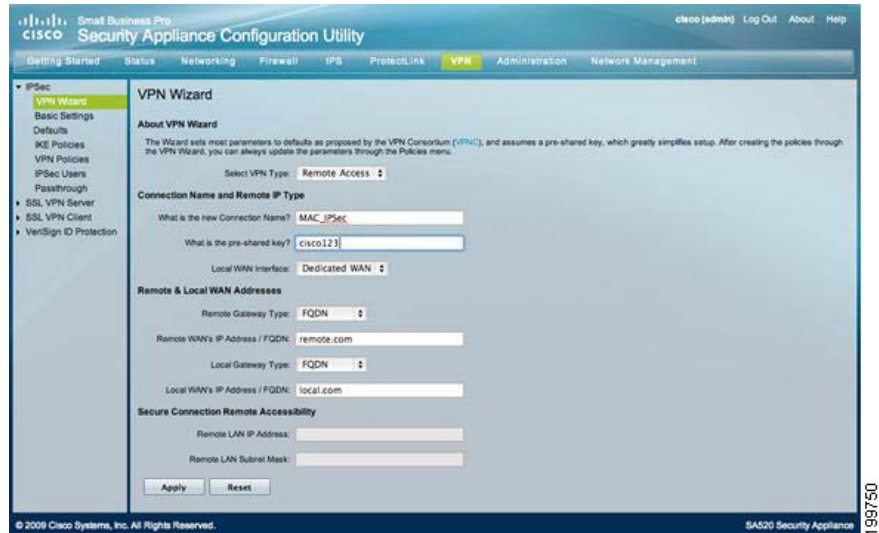 Small Business Pro
CISCO Security Appliance Configuration Utility
cisco (admin) Log Out About Help
Getting Started Status Networking Firewall IPS ProtectLink VPN Administration Network Management
IPSec
VPN Wizard
Basic Settings
Defaults
IKE Policies
VPN Policies
IPSec Users
Passthrough
SSL VPN Server
SSL VPN Client
VeriSign ID Protection
VPN Wizard
About VPN Wizard
The Wizard sets most parameters to defaults as proposed by the VPN Consortium (VPNC), and assumes a pre-shared key, which greatly simplifies setup. After creating the policies through
the VPN Wizard, you can always update the parameters through the Policies menu.
Select VPN Type: Remote Access
Connection Name and Remote IP Type
What is the new Connection Name? MAC_IPSec
What is the pre-shared key? cisco123
Local WAN Interface: Dedicated WAN
Remote & Local WAN Addresses
Remote Gateway Type: FQDN
Remote WAN's IP Address / FQDN: remote.com
Local Gateway Type: FQDN
Local WAN's IP Address / FQDN: local.com
Secure Connection Remote Accessibility
Remote LAN IP Address:
Remote LAN Subnet Mask:
Apply Reset
© 2009 Cisco Systems, Inc. All Rights Reserved.
SA520 Security Appliance
199750